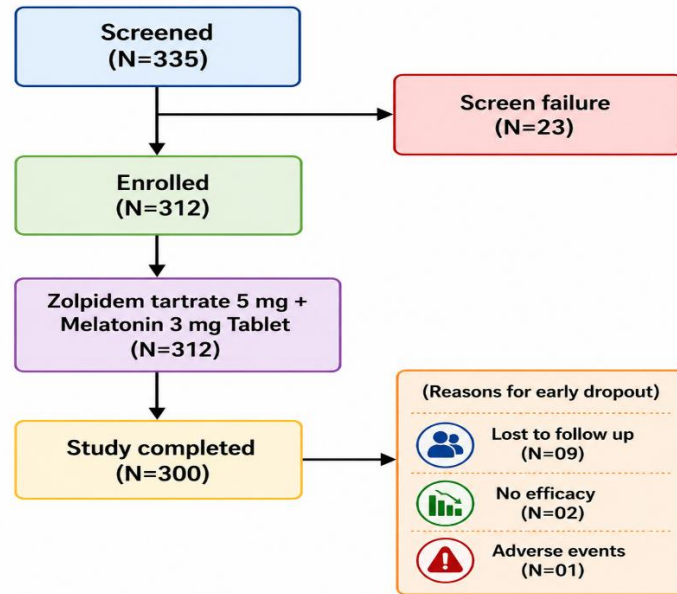 Screened
(N=335)
Screen failure
(N=23)
Enrolled
(N=312)
Zolpidem tartrate 5 mg +
Melatonin 3 mg Tablet
(N=312)
Study completed
(N=300)
(Reasons for early dropout)
Lost to follow up
(N=09)
No efficacy
(N=02)
Adverse events
(N=01)